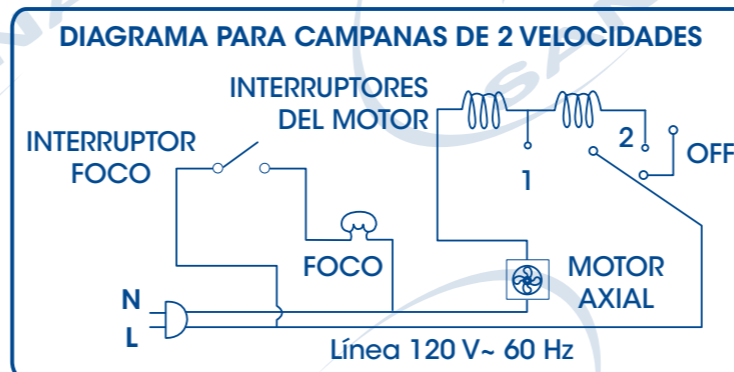 DIAGRAMA PARA CAMPANAS DE 2 VELOCIDADES
INTERRUPTORES
DEL MOTOR
INTERRUPTOR
FOCO
1
2
OFF
FOCO
MOTOR
AXIAL
N
L
Línea 120 V~ 60 Hz